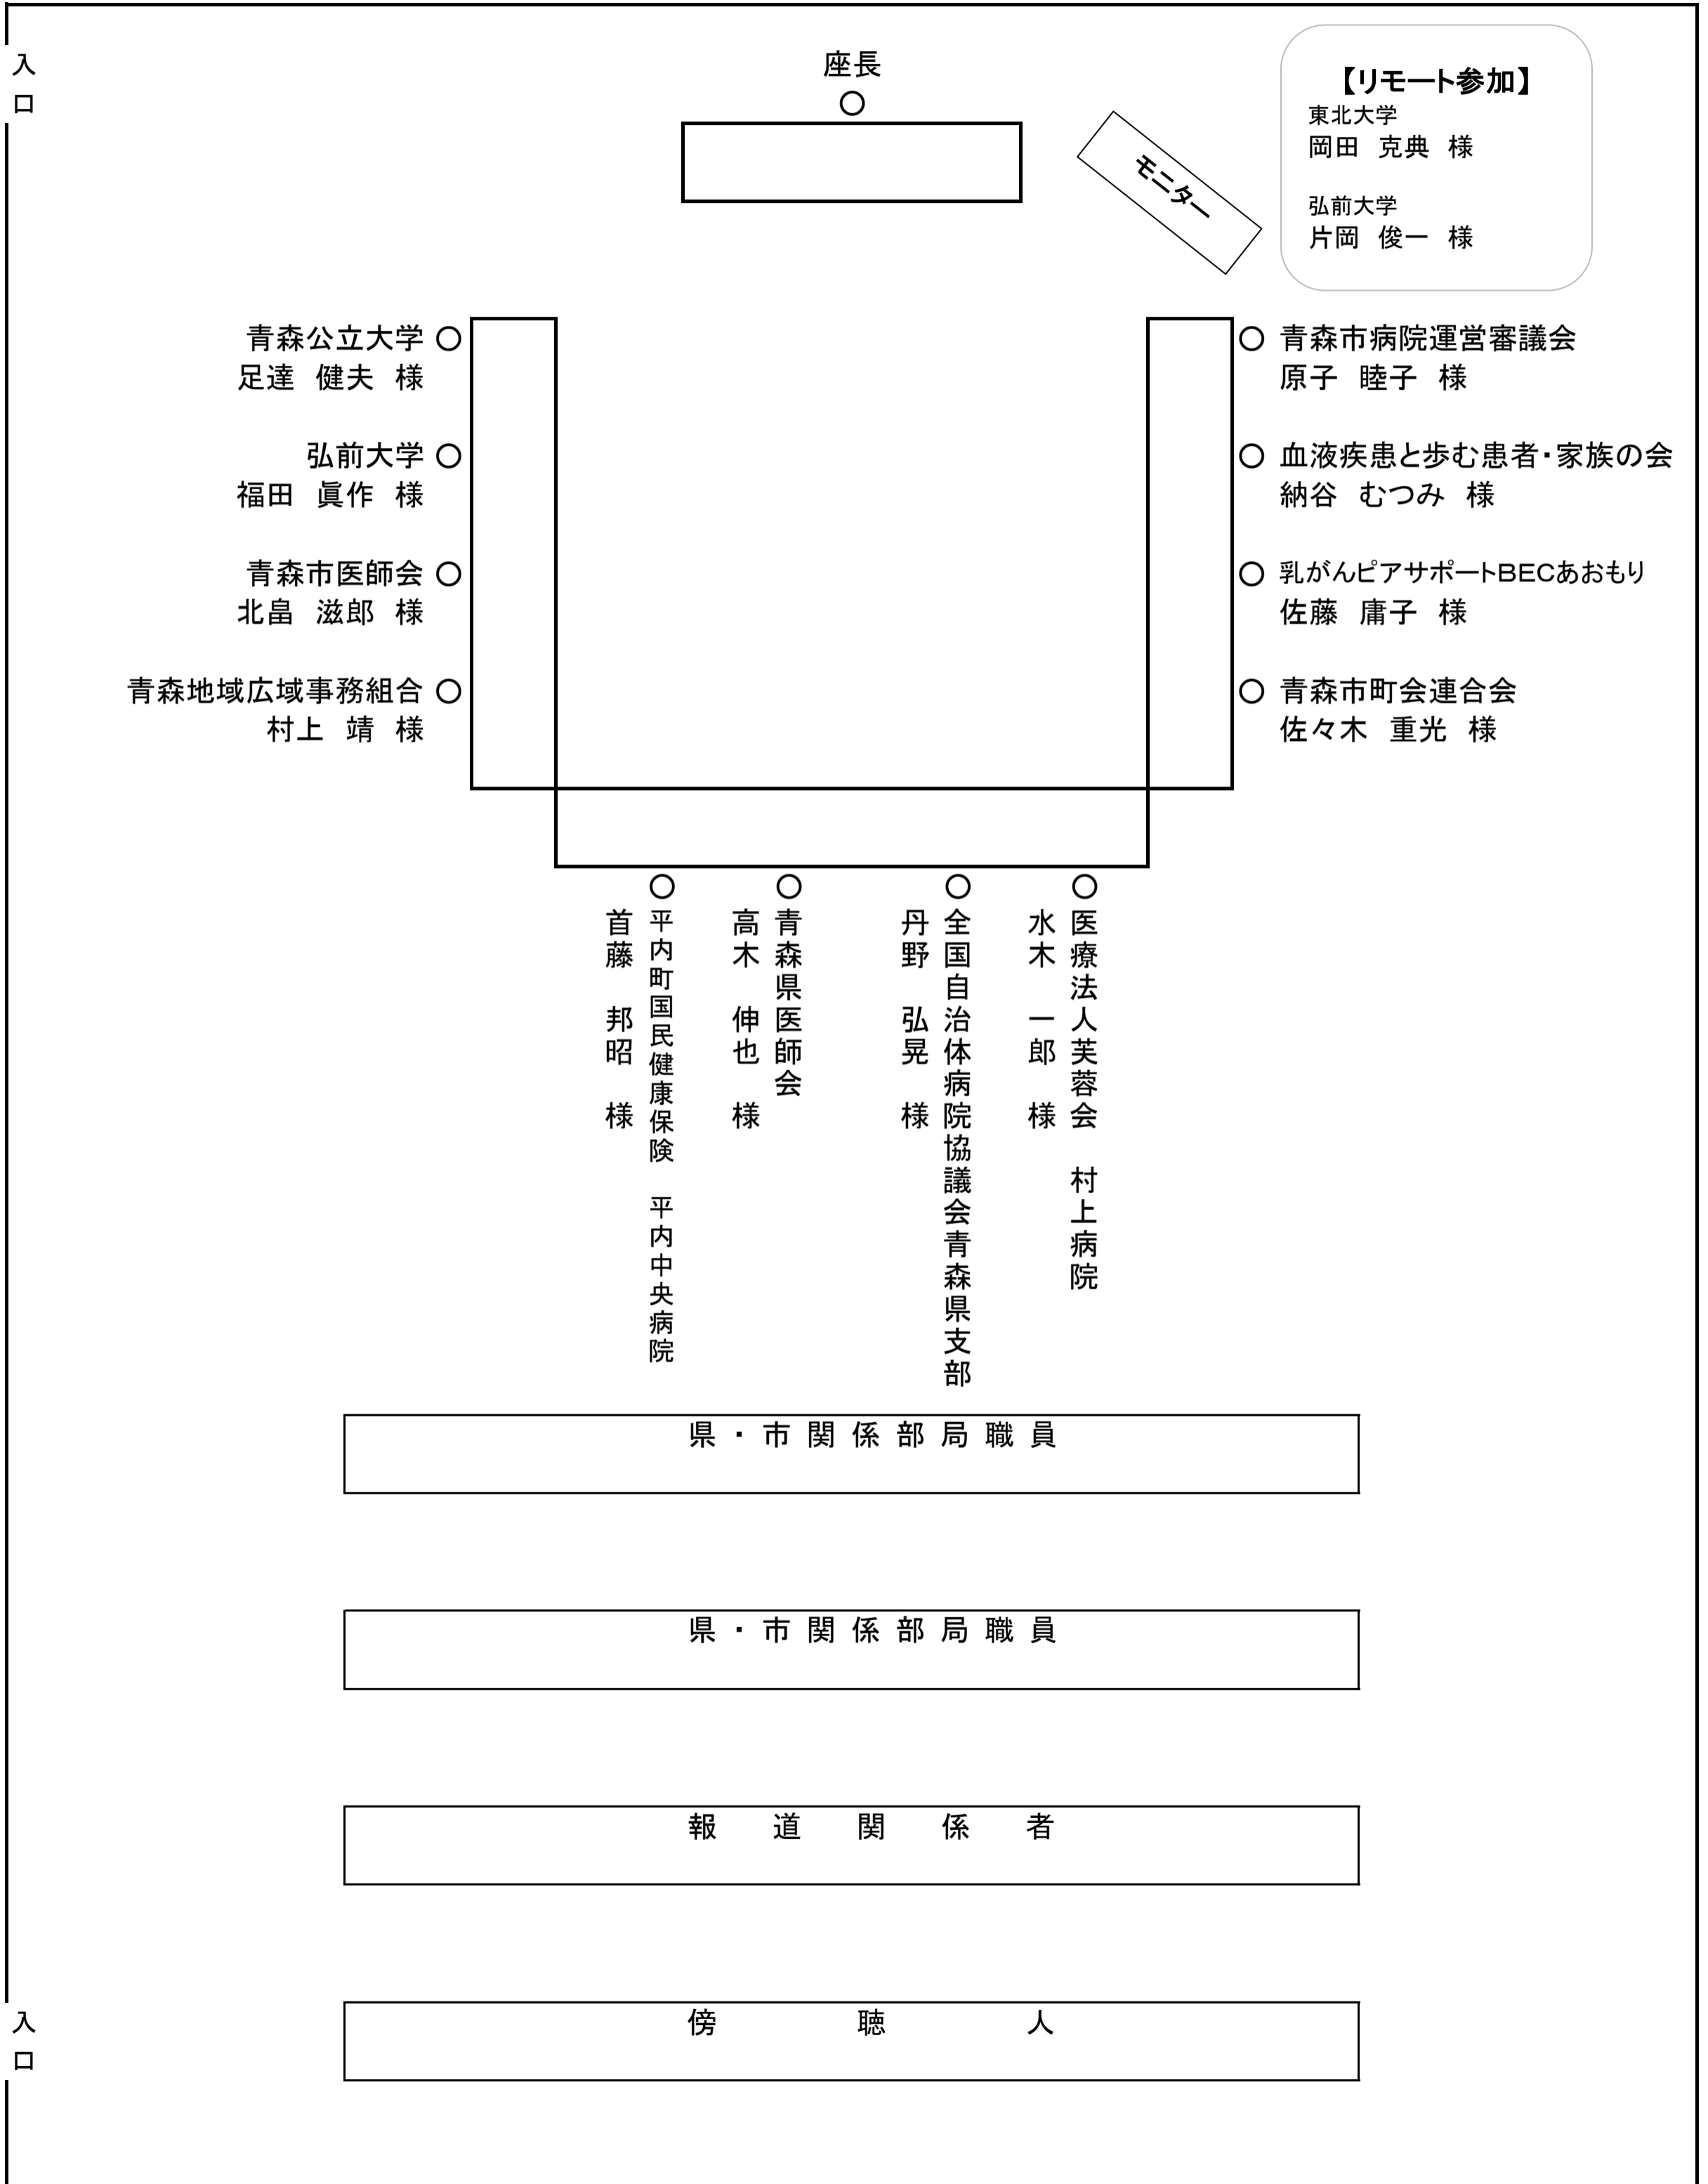 入
口
座長
○
【リモート参加】
東北大学
岡田　克典　様
弘前大学
片岡　俊一　様
モニター
青森公立大学 ○
足達　健夫　様
弘前大学 ○
福田　眞作　様
青森市医師会 ○
北畠　滋郎　様
青森地域広域事務組合 ○
村上　靖　様
○ 青森市病院運営審議会
原子　睦子　様
○ 血液疾患と歩む患者・家族の会
納谷　むつみ　様
○ 乳がんピアサポートBECあおもり
佐藤　庸子　様
○ 青森市町会連合会
佐々木　重光　様
○ 医療法人芙蓉会　村上病院
水木　一郎　様
○ 全国自治体病院協議会青森県支部
丹野　弘晃　様
○ 青森県医師会
高木　伸也　様
○ 平内町国民健康保険　平内中央病院
首藤　邦昭　様
県・市関係部局職員
県・市関係部局職員
報道関係者
傍聴人
入
口